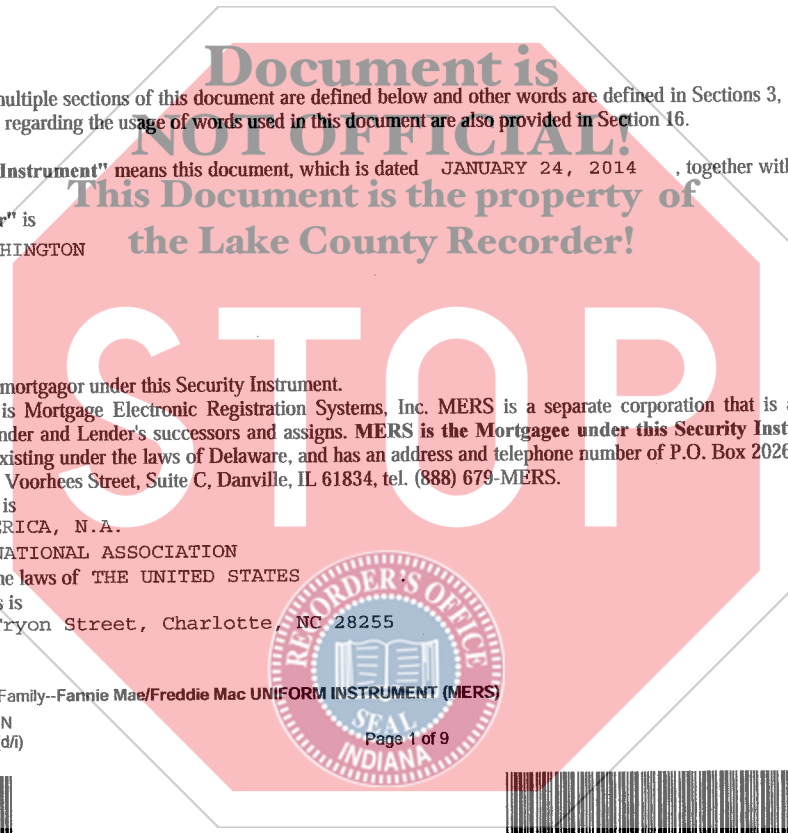 Document is
ultiple sections of this document are defined below and other words are defined in Sections 3,
regarding the usage of words used in this document are also provided in Section 16.
NOT OFFICIAL!
Instrument" means this document, which is dated JANUARY 24, 2014 , together with
This Document is the property of
r" is
the Lake County Recorder!
HINGTON
STOP
mortgagor under this Security Instrument.
is Mortgage Electronic Registration Systems, Inc. MERS is a separate corporation that is a
nder and Lender's successors and assigns. MERS is the Mortgagee under this Security Inst
xisting under the laws of Delaware, and has an address and telephone number of P.O. Box 2026
Voorhees Street, Suite C, Danville, IL 61834, tel. (888) 679-MERS.
is
ERICA, N.A.
NATIONAL ASSOCIATION
he laws of THE UNITED STATES .
s is
Tryon Street, Charlotte, NC 28255
RECORDER'S OFFICE
SEAL
INDIANA
Family--Fannie Mae/Freddie Mac UNIFORM INSTRUMENT (MERS)
N
(d/i)
Page 1 of 9